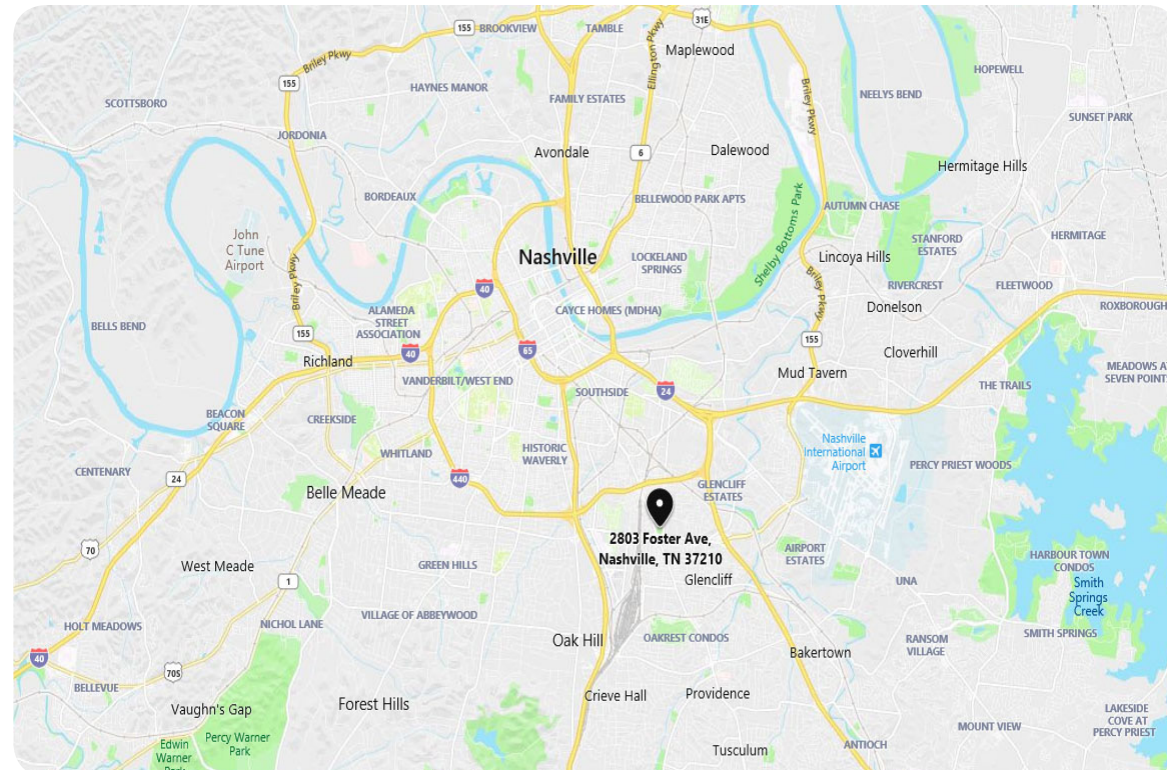 155
BROOKVIEW
TAMBLE
31E
Maplewood
Briley Pkwy
Ellington Pkwy
HOPEWELL
155
HAYNES MANOR
FAMILY ESTATES
Briley Pkwy
NEELYS BEND
SCOTTSBORO
SUNSET PARK
JORDONIA
Avondale
6
Dalewood
Hermitage Hills
BORDEAUX
BELLEWOOD PARK APTS
Shelby Bottoms Park
AUTUMN CHASE
John
C Tune
Airport
Briley Pkwy
Nashville
LOCKELAND
SPRINGS
STANFORD
ESTATES
HERMITAGE
Lincoya Hills
Briley Pkwy
RIVERCREST
FLEETWOOD
40
ROXBOROUGH
BELLS BEND
ALAMEDA
STREET
ASSOCIATION
CAYCE HOMES (MDHA)
Donelson
155
155
Richland
40
65
Cloverhill
MEADOWS A
SEVEN POINT
Mud Tavern
VANDERBILT/WEST END
SOUTHSIDE
24
THE TRAILS
BEACON
SQUARE
CREEKSIDE
WHITLAND
HISTORIC
WAVERLY
Nashville
International
Airport
PERCY PRIEST WOODS
CENTENARY
24
440
GLENCLIFF
ESTATES
Belle Meade
2803 Foster Ave,
Nashville, TN 37210
70
West Meade
GREEN HILLS
AIRPORT
ESTATES
HARBOUR TOWN
CONDOS
1
Glencliff
UNA
Smith
Springs
Creek
HOLT MEADOWS
NICHOL LANE
VILLAGE OF ABBEYWOOD
Oak Hill
OAKREST CONDOS
Bakertown
RANSOM
VILLAGE
SMITH SPRINGS
40
70S
BELLEVUE
Vaughn's Gap
Forest Hills
Crieve Hall
Providence
MOUNT VIEW
LAKESIDE
COVE AT
PERCY PRIEST
Edwin
Warner
Park
Percy Warner
Park
Tusculum
ANTIOCH